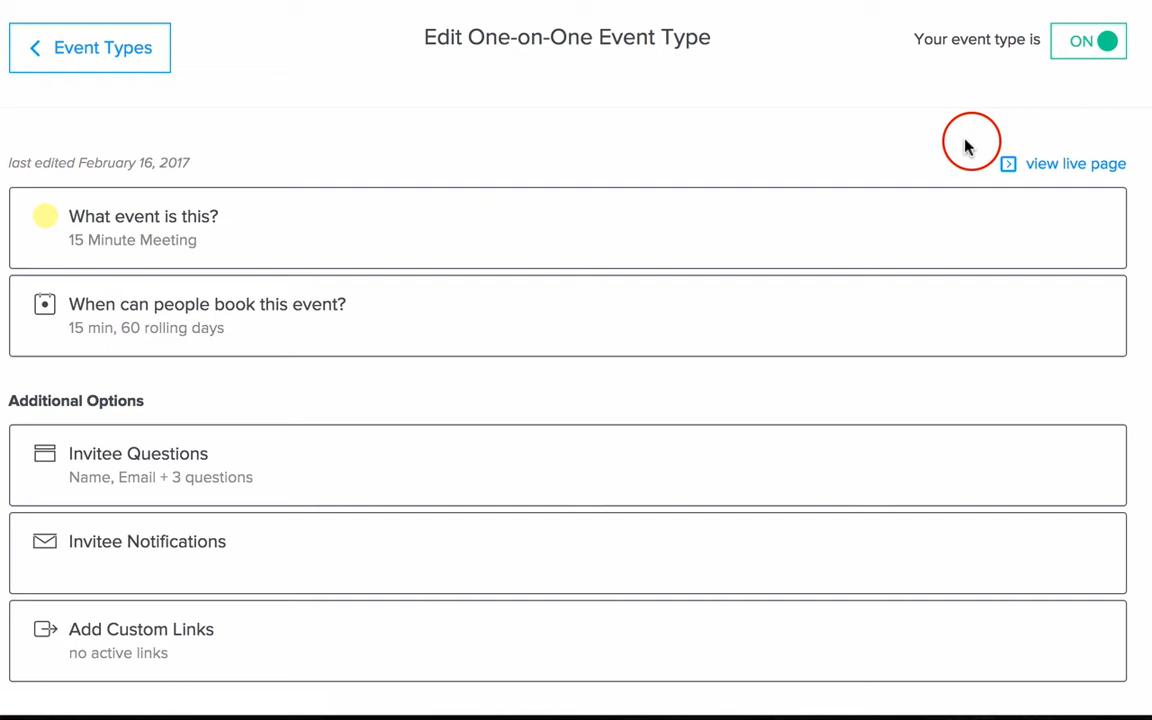 Event Types
Edit One-on-One Event Type
Your event type is
ON
last edited February 16, 2017
view live page
What event is this?
15 Minute Meeting
When can people book this event?
15 min, 60 rolling days
Additional Options
Invitee Questions
Name, Email + 3 questions
Invitee Notifications
Add Custom Links
no active links